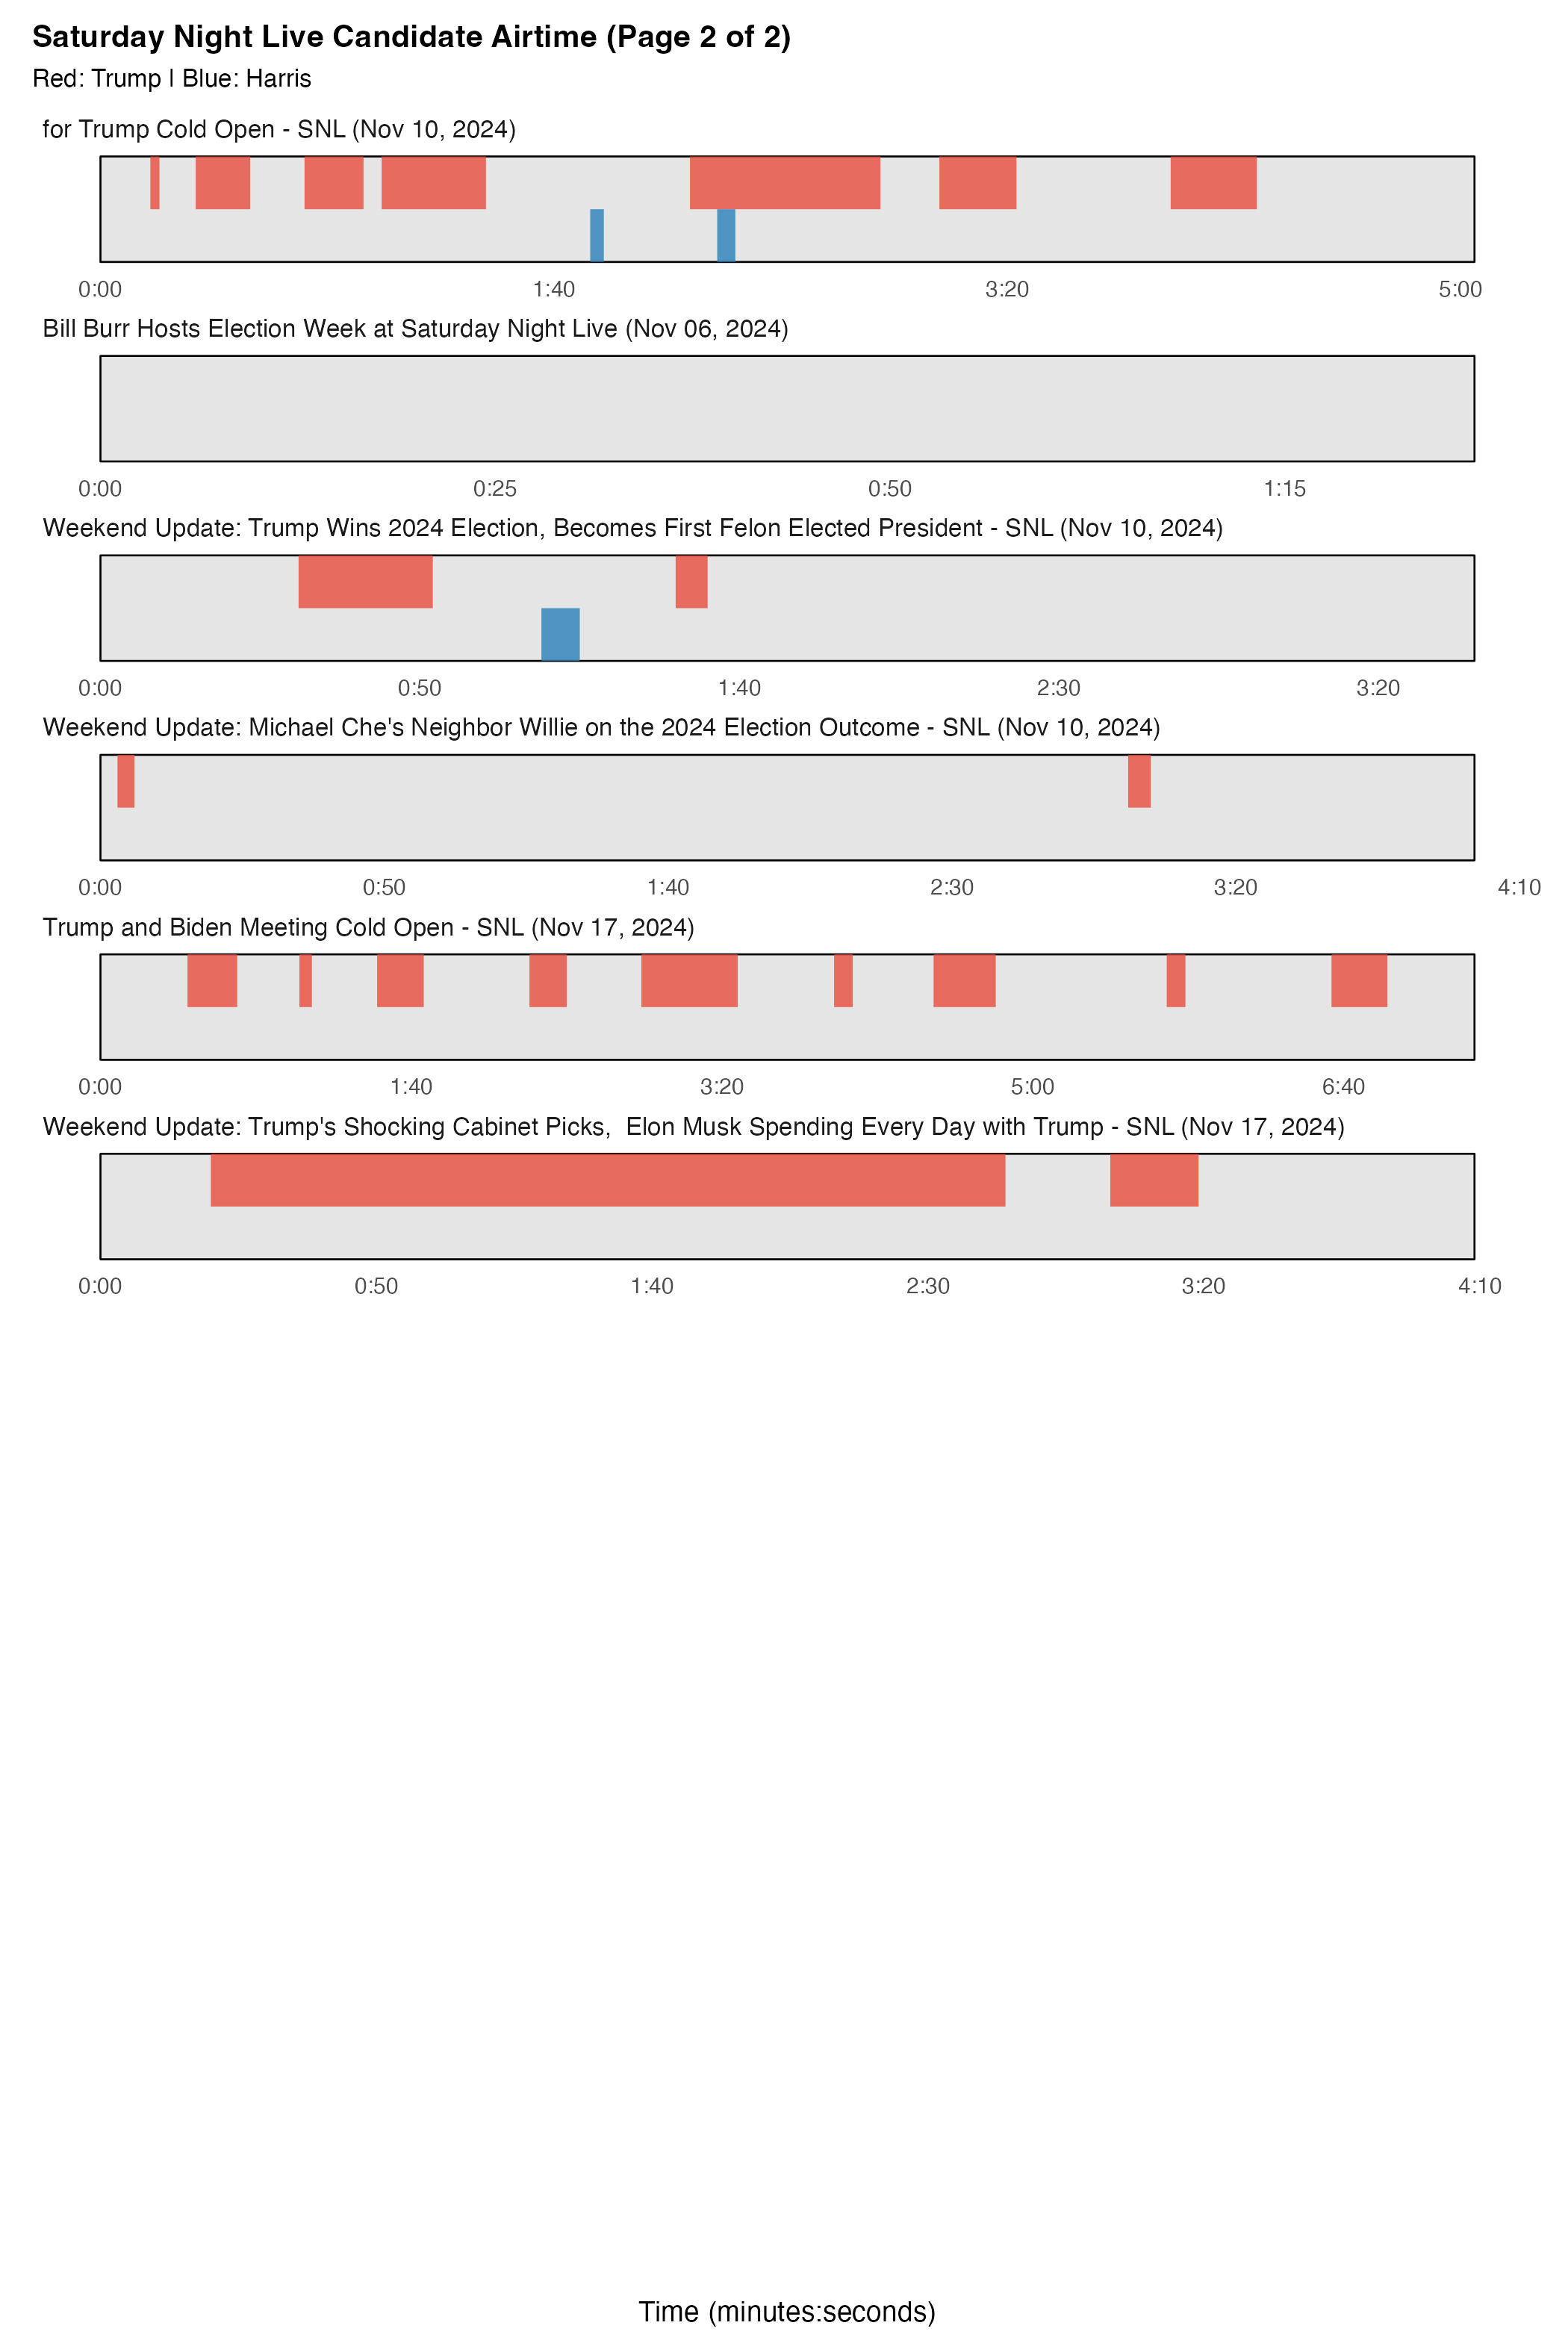 Saturday Night Live Candidate Airtime (Page 2 of 2)
Red: Trump | Blue: Harris
for Trump Cold Open - SNL (Nov 10, 2024)
0:00 1:40 3:20 5:00
Bill Burr Hosts Election Week at Saturday Night Live (Nov 06, 2024)
0:00 0:25 0:50 1:15
Weekend Update: Trump Wins 2024 Election, Becomes First Felon Elected President - SNL (Nov 10, 2024)
0:00 0:50 1:40 2:30 3:20
Weekend Update: Michael Che's Neighbor Willie on the 2024 Election Outcome - SNL (Nov 10, 2024)
0:00 0:50 1:40 2:30 3:20 4:10
Trump and Biden Meeting Cold Open - SNL (Nov 17, 2024)
0:00 1:40 3:20 5:00 6:40
Weekend Update: Trump's Shocking Cabinet Picks,  Elon Musk Spending Every Day with Trump - SNL (Nov 17, 2024)
0:00 0:50 1:40 2:30 3:20 4:10
Time (minutes:seconds)